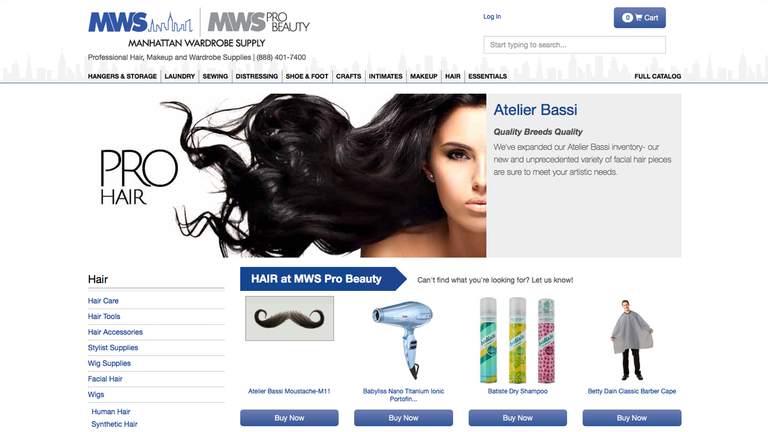 MWS
MWS PRO BEAUTY
MANHATTAN WARDROBE SUPPLY
Professional Hair, Makeup and Wardrobe Supplies | (888) 401-7400
Log In
0 Cart
Start typing to search...
HANGERS & STORAGE LAUNDRY SEWING DISTRESSING SHOE & FOOT CRAFTS INTIMATES MAKEUP HAIR ESSENTIALS FULL CATALOG
PRO
HAIR
Atelier Bassi
Quality Breeds Quality
We've expanded our Atelier Bassi inventory- our
new and unprecedented variety of facial hair pieces
are sure to meet your artistic needs.
Hair
Hair Care
Hair Tools
Hair Accessories
Stylist Supplies
Wig Supplies
Facial Hair
Wigs
Human Hair
Synthetic Hair
HAIR at MWS Pro Beauty
Can't find what you're looking for? Let us know!
Atelier Bassi Moustache-M11
Buy Now
Babyliss Nano Titanium Ionic
Portofin...
Buy Now
Batiste Dry Shampoo
Buy Now
Betty Dain Classic Barber Cape
Buy Now